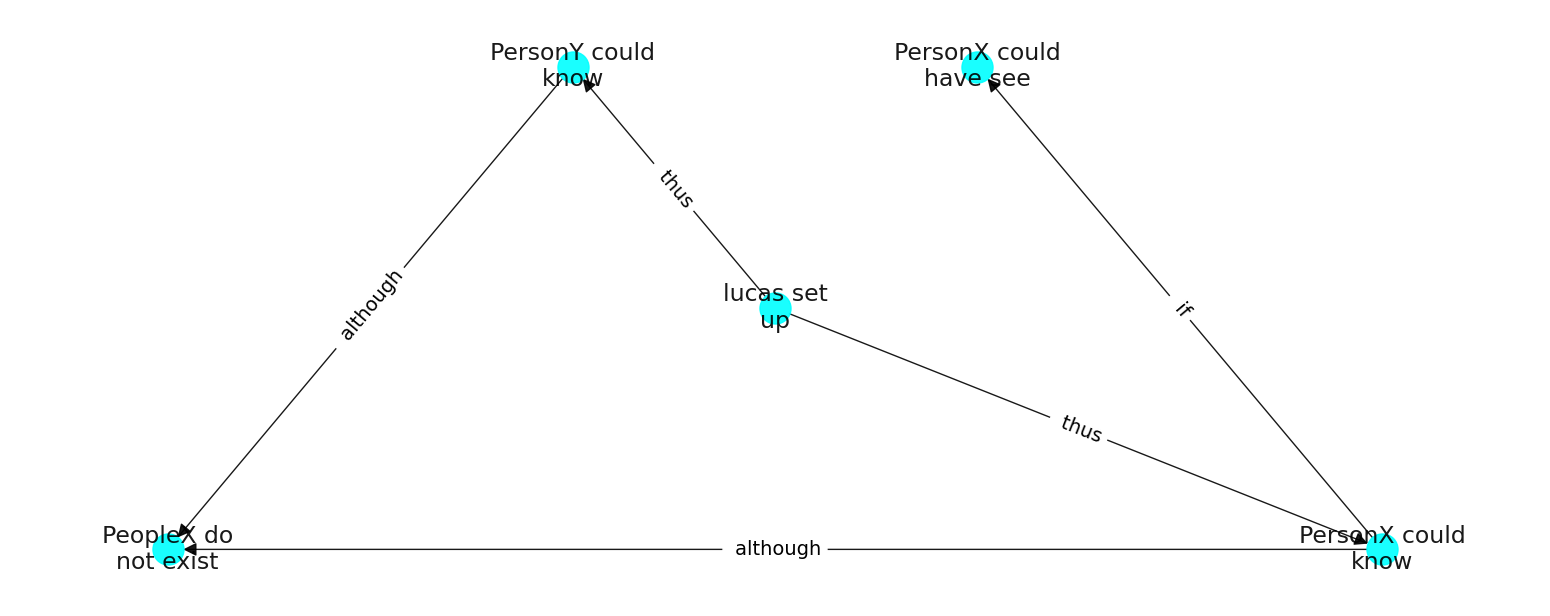 PersonY could
know
PersonX could
have see
thus
although
lucas set
up
if
thus
PeopleX do
not exist
although
PersonX could
know